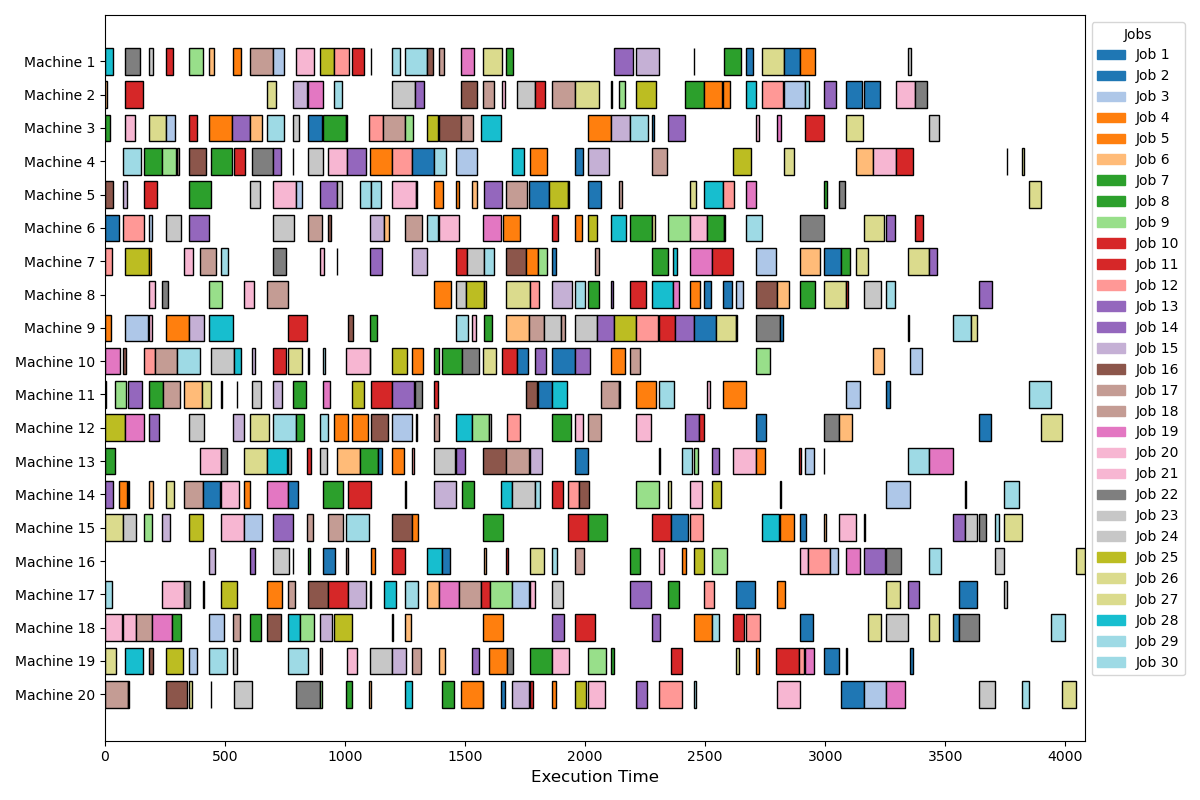 Machine 1
Machine 2
Machine 3
Machine 4
Machine 5
Machine 6
Machine 7
Machine 8
Machine 9
Machine 10
Machine 11
Machine 12
Machine 13
Machine 14
Machine 15
Machine 16
Machine 17
Machine 18
Machine 19
Machine 20
0 500 1000 1500 2000 2500 3000 3500 4000
Execution Time
Jobs
Job 1
Job 2
Job 3
Job 4
Job 5
Job 6
Job 7
Job 8
Job 9
Job 10
Job 11
Job 12
Job 13
Job 14
Job 15
Job 16
Job 17
Job 18
Job 19
Job 20
Job 21
Job 22
Job 23
Job 24
Job 25
Job 26
Job 27
Job 28
Job 29
Job 30